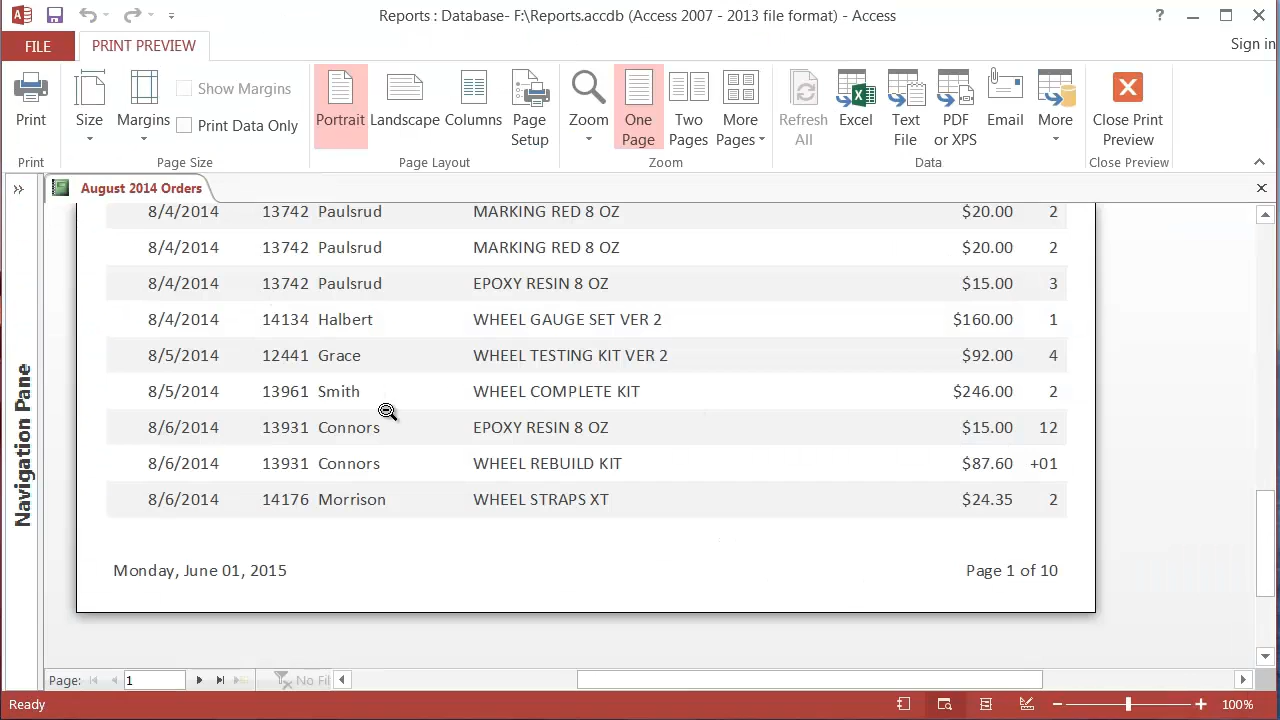 Reports : Database- F:\Reports.accdb (Access 2007 - 2013 file format) - Access
FILE PRINT PREVIEW Sign in
Print Size Margins Show Margins Print Data Only Portrait Landscape Columns Page Setup Zoom One Page Two Pages More Pages Refresh All Excel Text File PDF or XPS Email More Close Print Preview
Print Page Size Page Layout Zoom Data Close Preview
August 2014 Orders
Navigation Pane
8/4/2014 13742 Paulsrud MARKING RED 8 OZ $20.00 2
8/4/2014 13742 Paulsrud MARKING RED 8 OZ $20.00 2
8/4/2014 13742 Paulsrud EPOXY RESIN 8 OZ $15.00 3
8/4/2014 14134 Halbert WHEEL GAUGE SET VER 2 $160.00 1
8/5/2014 12441 Grace WHEEL TESTING KIT VER 2 $92.00 4
8/5/2014 13961 Smith WHEEL COMPLETE KIT $246.00 2
8/6/2014 13931 Connors EPOXY RESIN 8 OZ $15.00 12
8/6/2014 13931 Connors WHEEL REBUILD KIT $87.60 +01
8/6/2014 14176 Morrison WHEEL STRAPS XT $24.35 2
Monday, June 01, 2015 Page 1 of 10
Page: 1 No Fil
Ready 100%